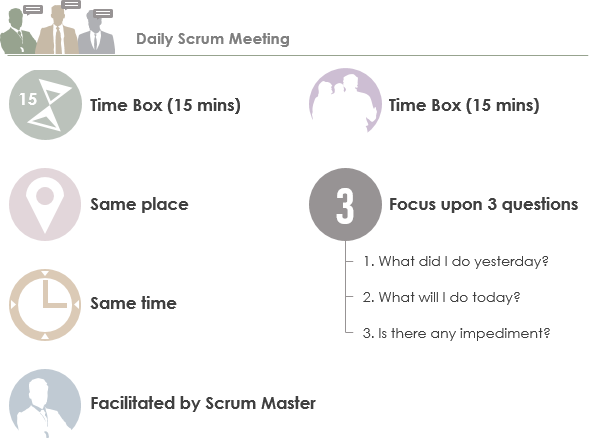 Daily Scrum Meeting
15
Time Box (15 mins)
Time Box (15 mins)
Same place
3
Focus upon 3 questions
1. What did I do yesterday?
2. What will I do today?
3. Is there any impediment?
Same time
Facilitated by Scrum Master